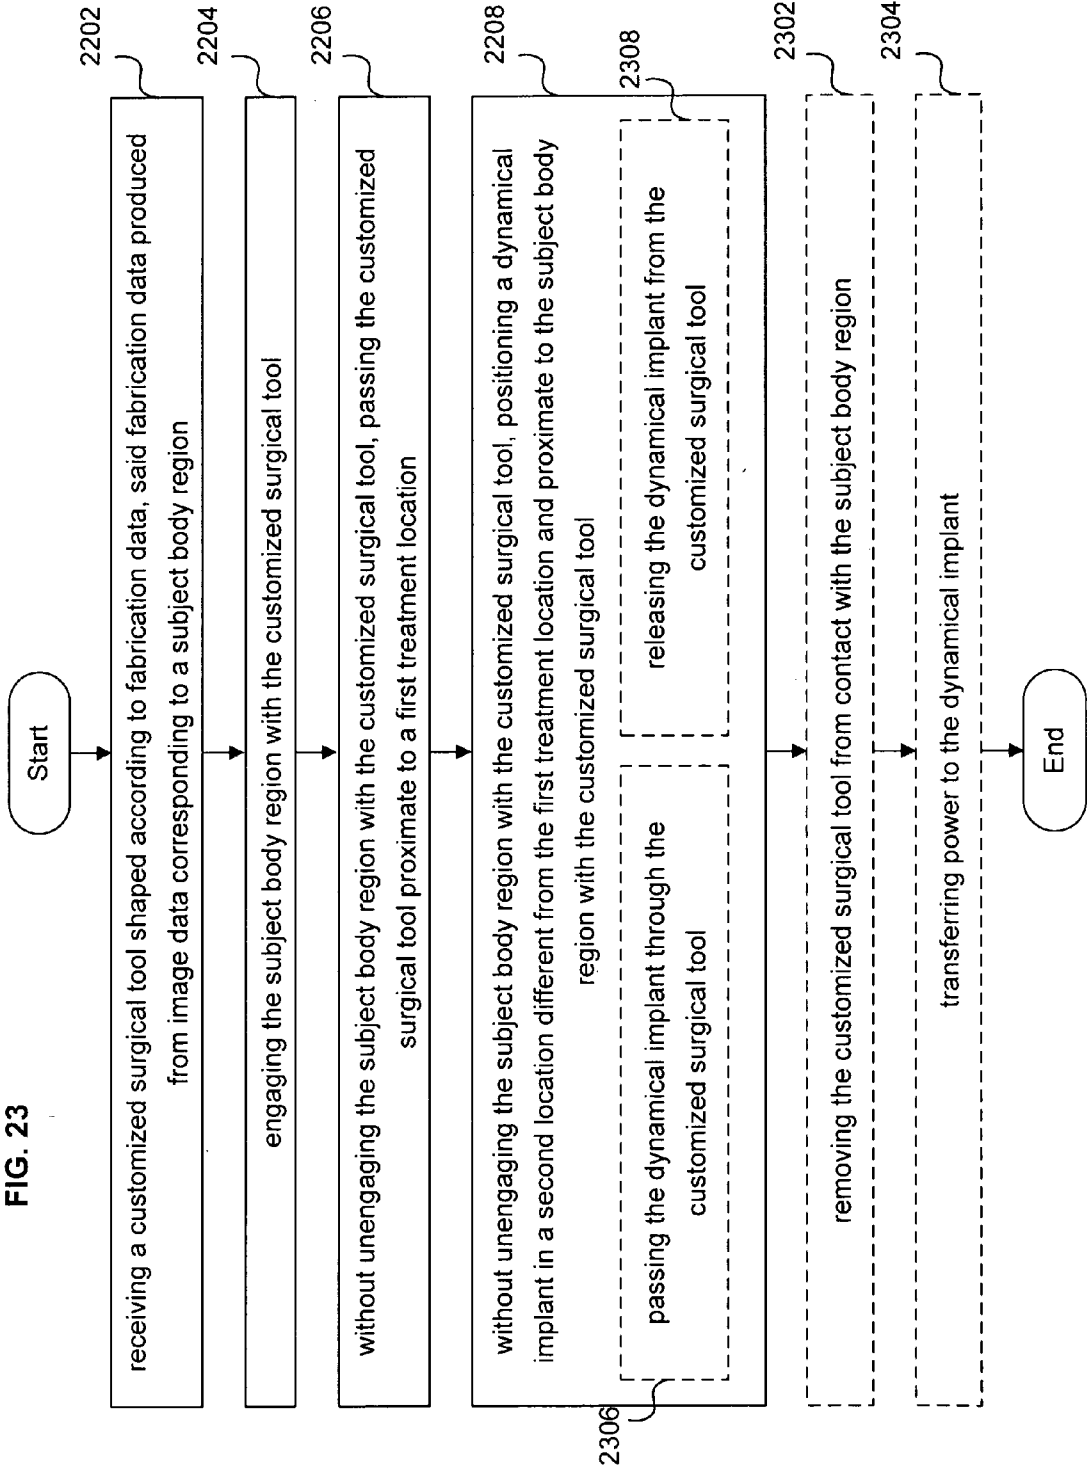 FIG. 23
Start
2202
receiving a customized surgical tool shaped according to fabrication data, said fabrication data produced
from image data corresponding to a subject body region
2204
engaging the subject body region with the customized surgical tool
2206
without unengaging the subject body region with the customized surgical tool, passing the customized
surgical tool proximate to a first treatment location
2208
without unengaging the subject body region with the customized surgical tool, positioning a dynamical
implant in a second location different from the first treatment location and proximate to the subject body
region with the customized surgical tool
2306
passing the dynamical implant through the
customized surgical tool
2308
releasing the dynamical implant from the
customized surgical tool
2302
removing the customized surgical tool from contact with the subject body region
2304
transferring power to the dynamical implant
End